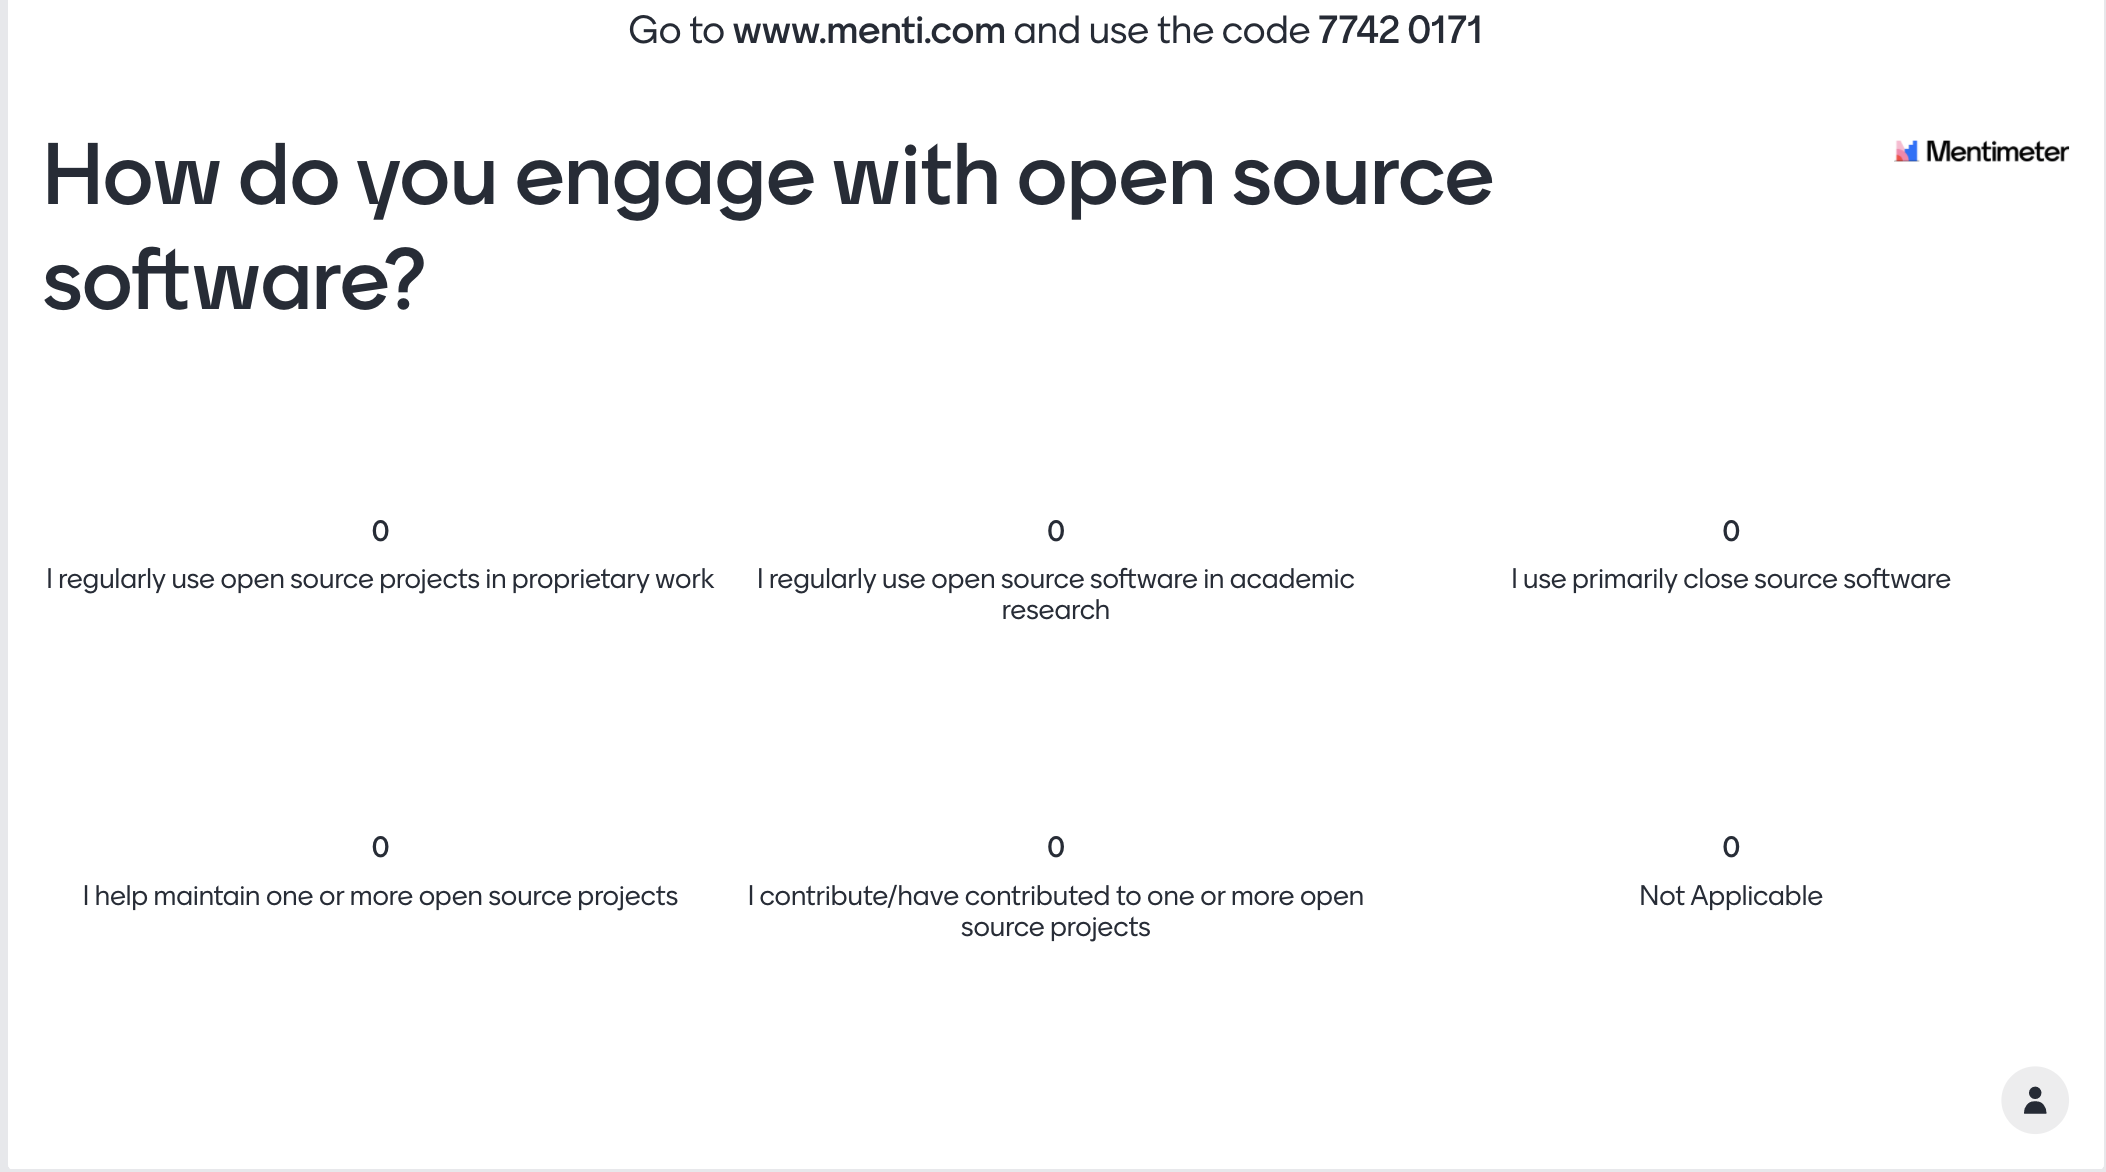 Go to www.menti.com and use the code 7742 0171
How do you engage with open source
software?
Mentimeter
0
I regularly use open source projects in proprietary work
0
I regularly use open source software in academic
research
0
I use primarily close source software
0
I help maintain one or more open source projects
0
I contribute/have contributed to one or more open
source projects
0
Not Applicable